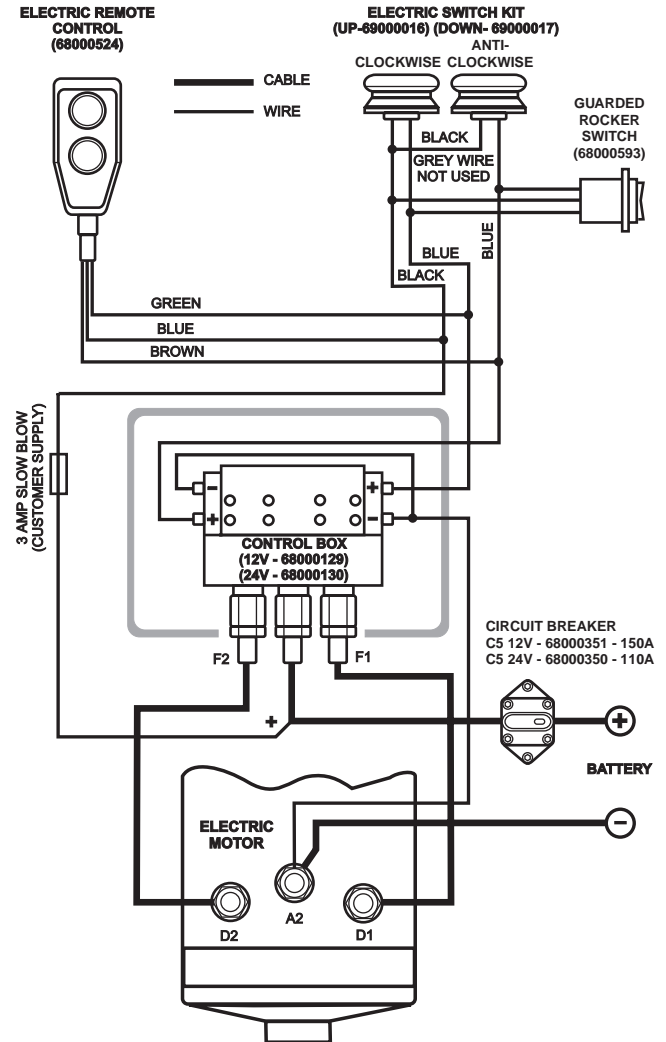 ELECTRIC REMOTE
CONTROL
(68000524)
CABLE
WIRE
ELECTRIC SWITCH KIT
(UP-69000016) (DOWN- 69000017)
CLOCKWISE
ANTI-
CLOCKWISE
GUARDED
ROCKER
SWITCH
(68000593)
BLACK
GREY WIRE
NOT USED
BLUE
BLUE
BLACK
GREEN
BLUE
BROWN
3 AMP SLOW BLOW
(CUSTOMER SUPPLY)
- +
+ -
CONTROL BOX
(12V - 68000129)
(24V - 68000130)
F2
F1
CIRCUIT BREAKER
C5 12V - 68000351 - 150A
C5 24V - 68000350 - 110A
+
+
BATTERY
-
ELECTRIC
MOTOR
D2
A2
D1